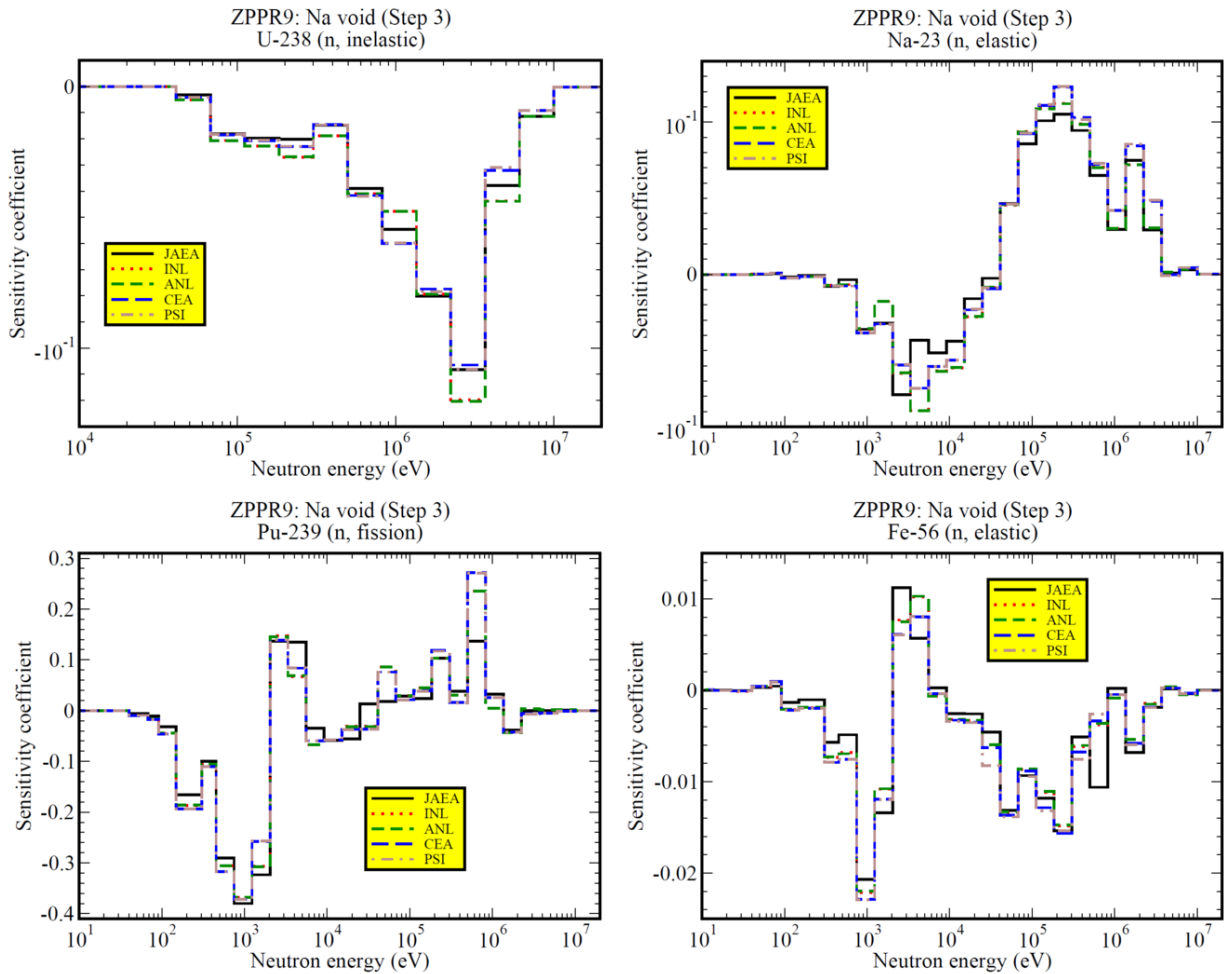 ZPPR9: Na void (Step 3)
U-238 (n, inelastic)
0
-10^1
Sensitivity coefficient
JAEA
INL
ANL
CEA
PSI
10^4 10^5 10^6 10^7
Neutron energy (eV)
ZPPR9: Na void (Step 3)
Na-23 (n, elastic)
10^-1
0
-10^-1
Sensitivity coefficient
JAEA
INL
ANL
CEA
PSI
10^1 10^2 10^3 10^4 10^5 10^6 10^7
Neutron energy (eV)
ZPPR9: Na void (Step 3)
Pu-239 (n, fission)
0.3
0.2
0.1
0
-0.1
-0.2
-0.3
-0.4
Sensitivity coefficient
JAEA
INL
ANL
CEA
PSI
10^1 10^2 10^3 10^4 10^5 10^6 10^7
Neutron energy (eV)
ZPPR9: Na void (Step 3)
Fe-56 (n, elastic)
0.01
0
-0.01
-0.02
Sensitivity coefficient
JAEA
INL
ANL
CEA
PSI
10^1 10^2 10^3 10^4 10^5 10^6 10^7
Neutron energy (eV)